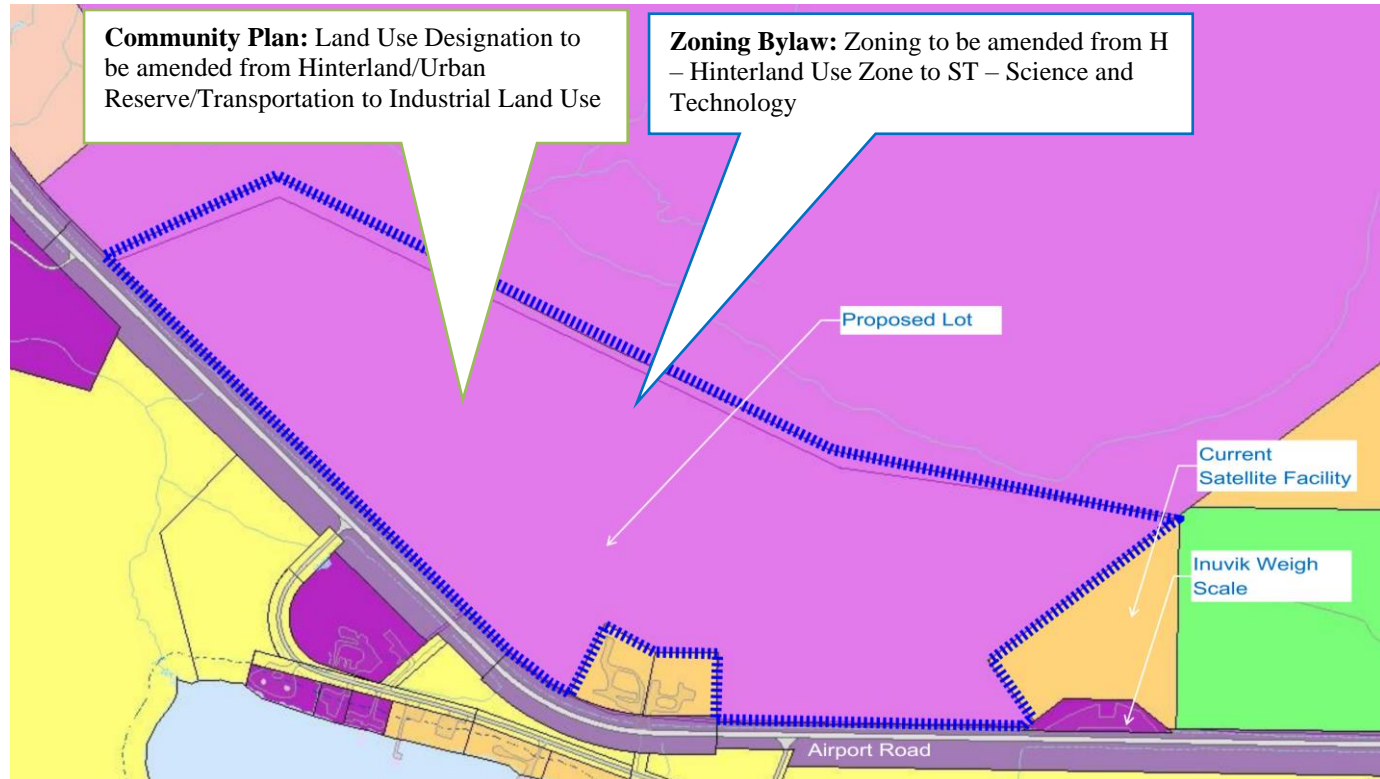 Community Plan: Land Use Designation to
be amended from Hinterland/Urban
Reserve/Transportation to Industrial Land Use
Zoning Bylaw: Zoning to be amended from H
– Hinterland Use Zone to ST – Science and
Technology
Proposed Lot
Current
Satellite Facility
Inuvik Weigh
Scale
Airport Road